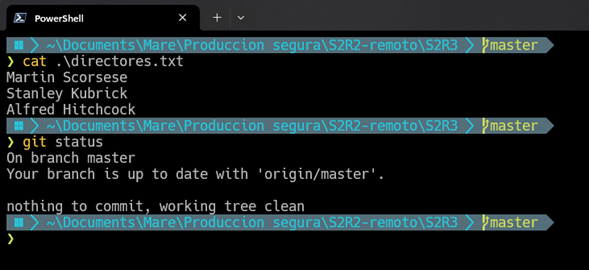 PowerShell
~\Documents\Mare\Produccion segura\S2R2-remoto\S2R3 master
❯ cat .\directores.txt
Martin Scorsese
Stanley Kubrick
Alfred Hitchcock
~\Documents\Mare\Produccion segura\S2R2-remoto\S2R3 master
❯ git status
On branch master
Your branch is up to date with 'origin/master'.
nothing to commit, working tree clean
~\Documents\Mare\Produccion segura\S2R2-remoto\S2R3 master
❯